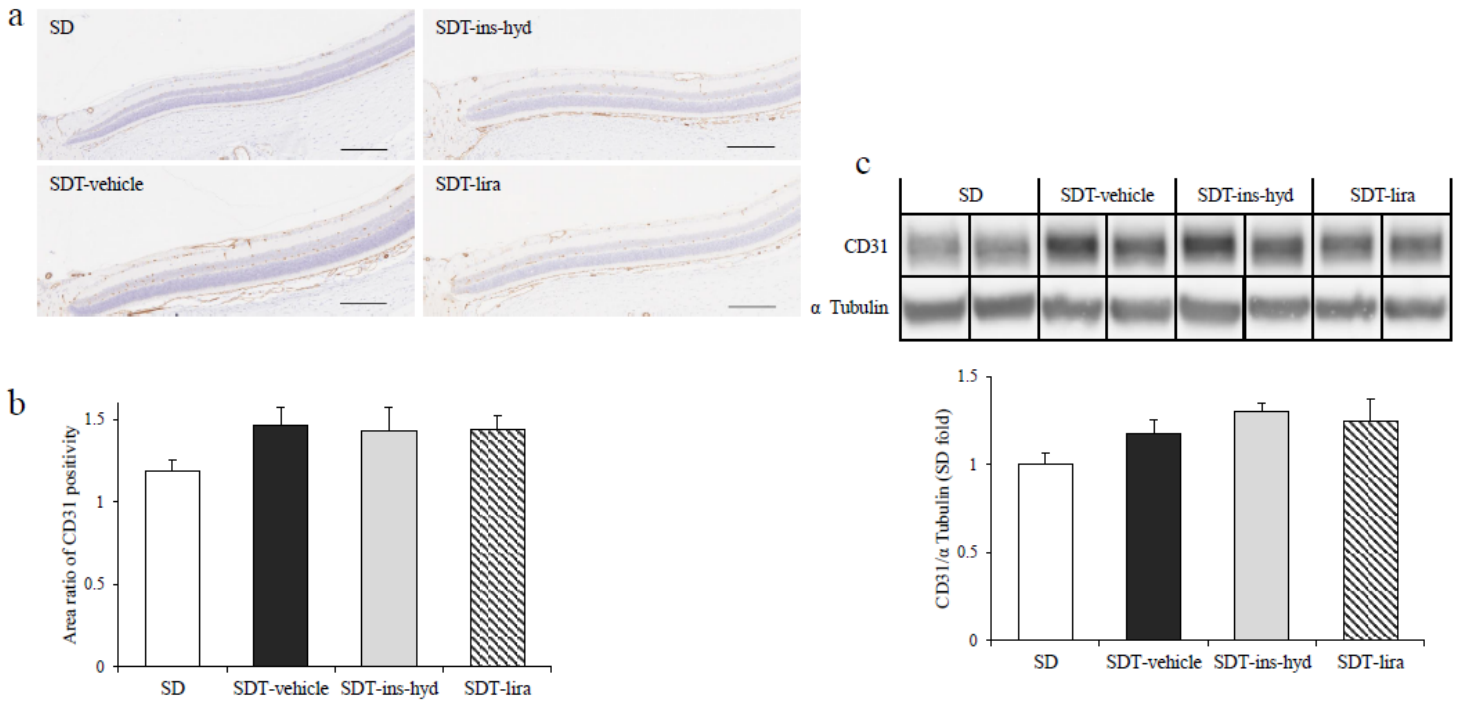 a
SD
SDT-ins-hyd
SDT-vehicle
SDT-lira
b
Area ratio of CD31 positivity
1.5
1
0.5
0
SD SDT-vehicle SDT-ins-hyd SDT-lira
c
SD SDT-vehicle SDT-ins-hyd SDT-lira
CD31
α Tubulin
CD31/α Tubulin (SD fold)
1.5
1
0.5
0
SD SDT-vehicle SDT-ins-hyd SDT-lira